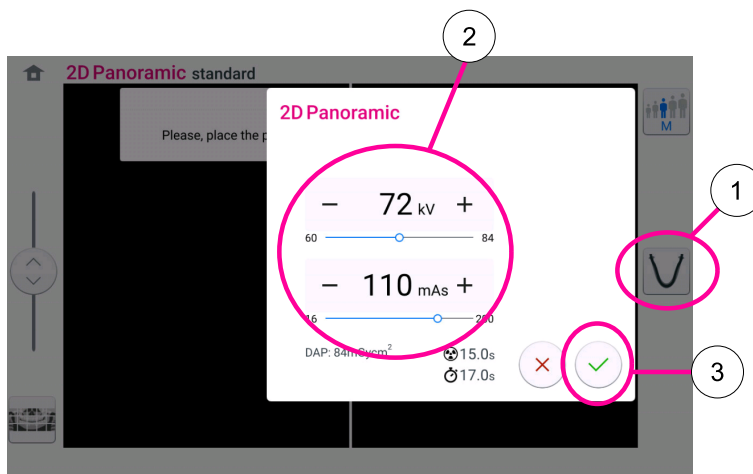 2
2D Panoramic standard
2D Panoramic
M
Please, place the p
72 kV
60 84
1
110 mAs
16 200
DAP: 84mGycm²
15.0s
17.0s
3